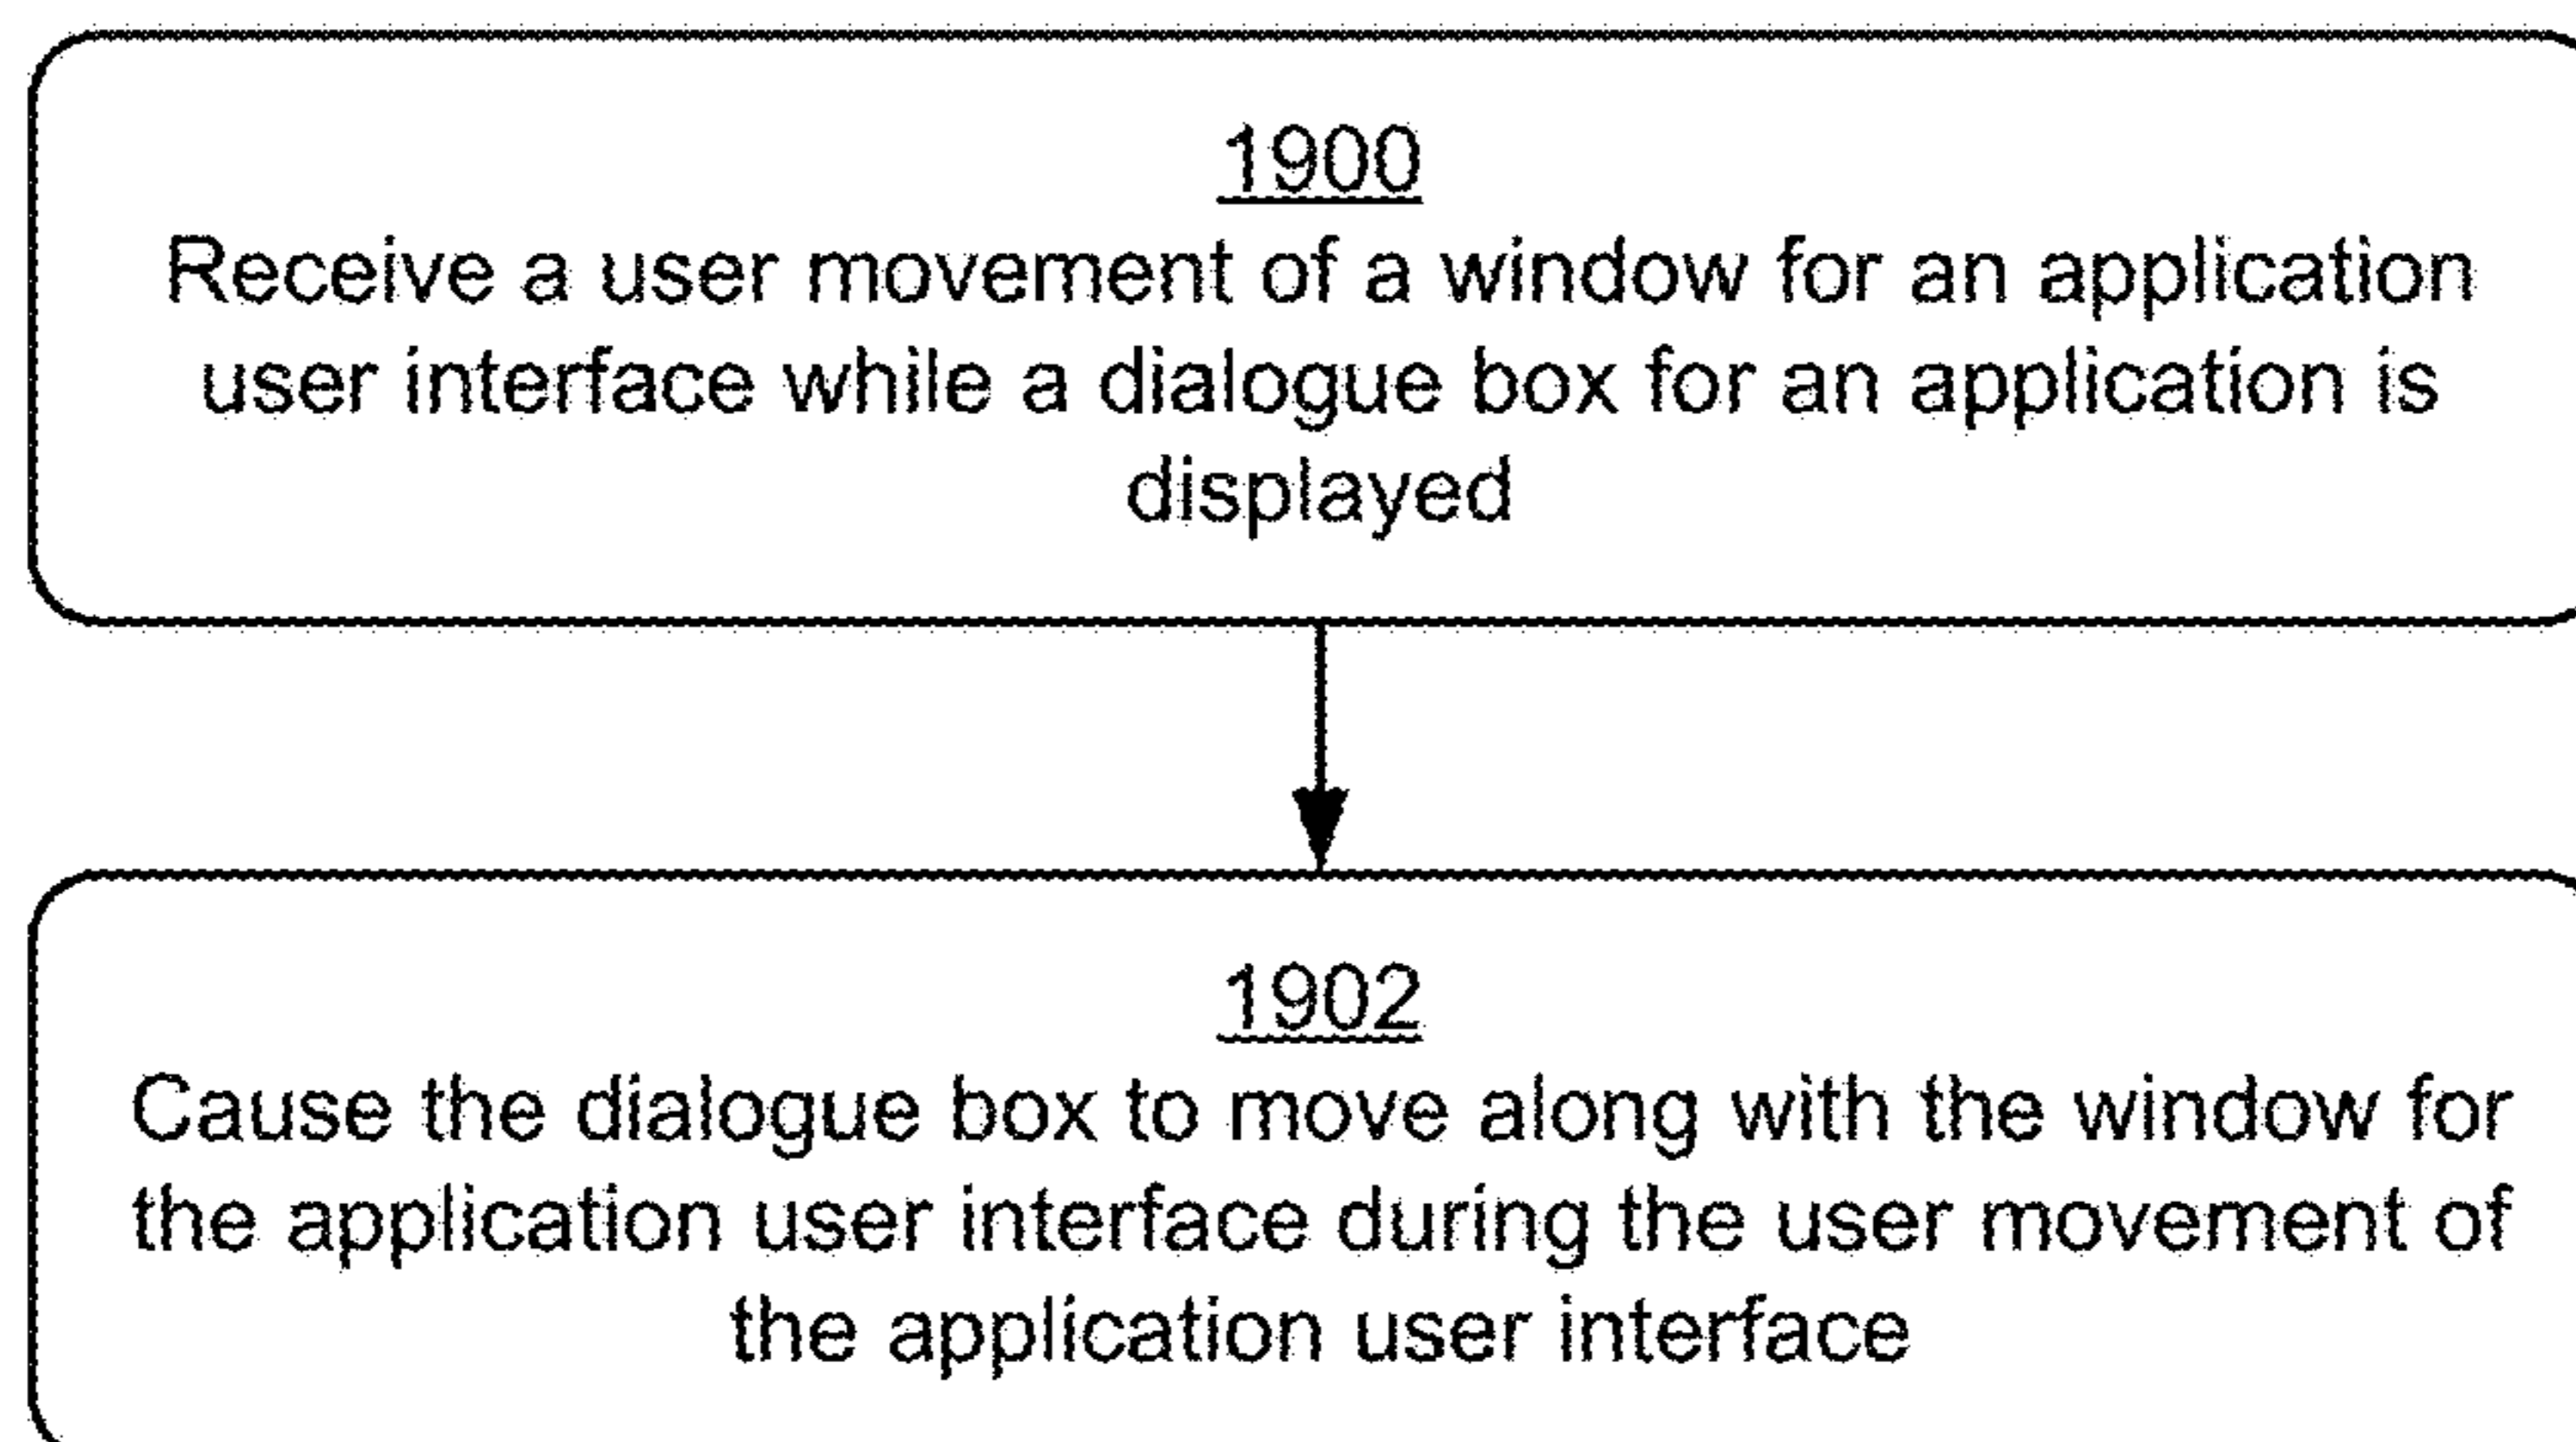 1900
Receive a user movement of a window for an application
user interface while a dialogue box for an application is
displayed
1902
Cause the dialogue box to move along with the window for
the application user interface during the user movement of
the application user interface